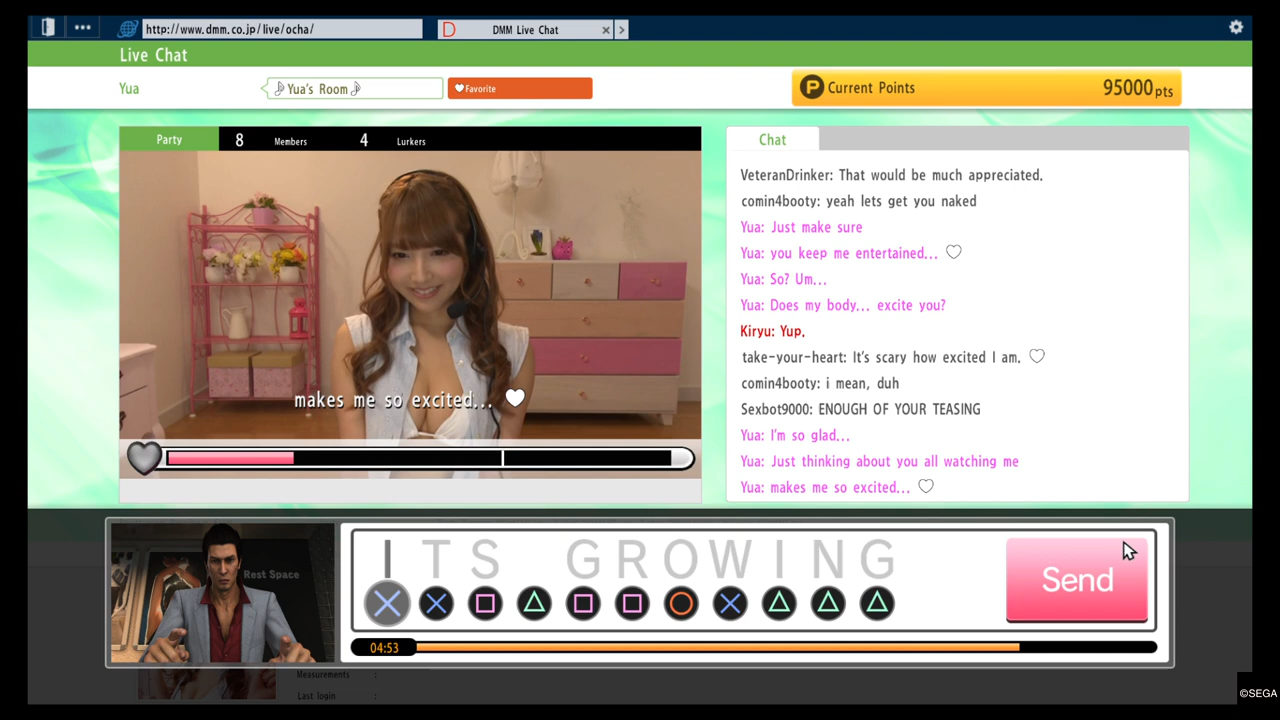 http://www.dmm.co.jp/live/ocha/
DMM Live Chat
Live Chat
Yua
Yua's Room
Favorite
P Current Points 95000pts
Party 8 Members 4 Lurkers
makes me so excited...
Chat
VeteranDrinker: That would be much appreciated.
comin4booty: yeah lets get you naked
Yua: Just make sure
Yua: you keep me entertained...
Yua: So? Um...
Yua: Does my body... excite you?
Kiryu: Yup.
take-your-heart: It's scary how excited I am.
comin4booty: i mean, duh
Sexbot9000: ENOUGH OF YOUR TEASING
Yua: I'm so glad...
Yua: Just thinking about you all watching me
Yua: makes me so excited...
Rest Space
ITS GROWING
Send
04:53
Measurements :
Last login :
©SEGA